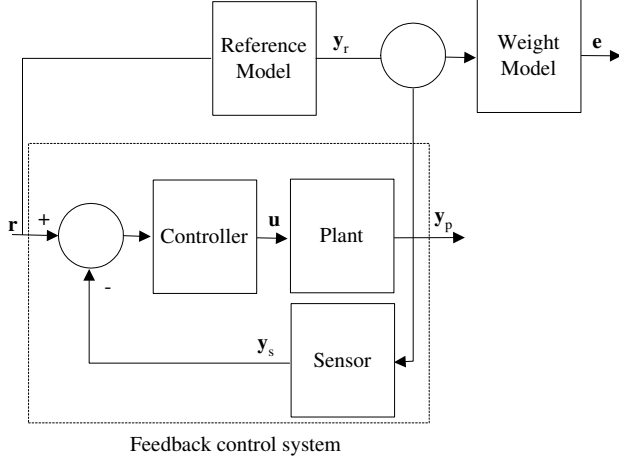 Reference
Model
y_r
Weight
Model
e
r
+
Controller
u
Plant
y_p
-
y_s
Sensor
Feedback control system